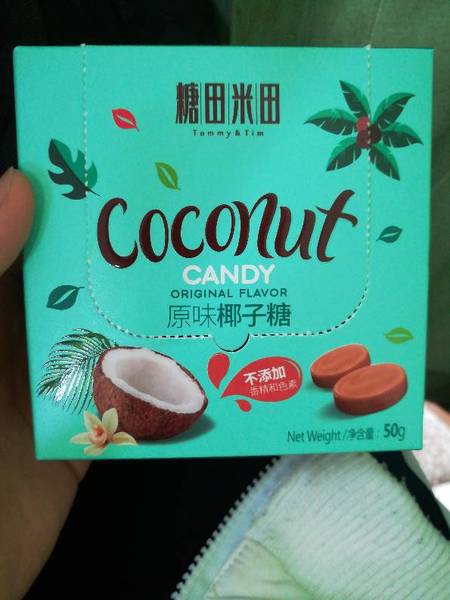 糖田米田
Tommy & Tim
Coconut
CANDY
ORIGINAL FLAVOR
原味椰子糖
不添加
香精和色素
Net Weight /净含量: 50g